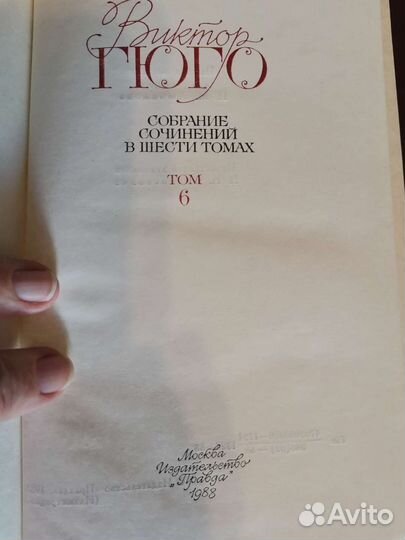 Виктор
ГЮГО
СОБРАНИЕ
СОЧИНЕНИЙ
В ШЕСТИ ТОМАХ
ТОМ
6
Москва
Издательство
„Правда"
1988
Avito